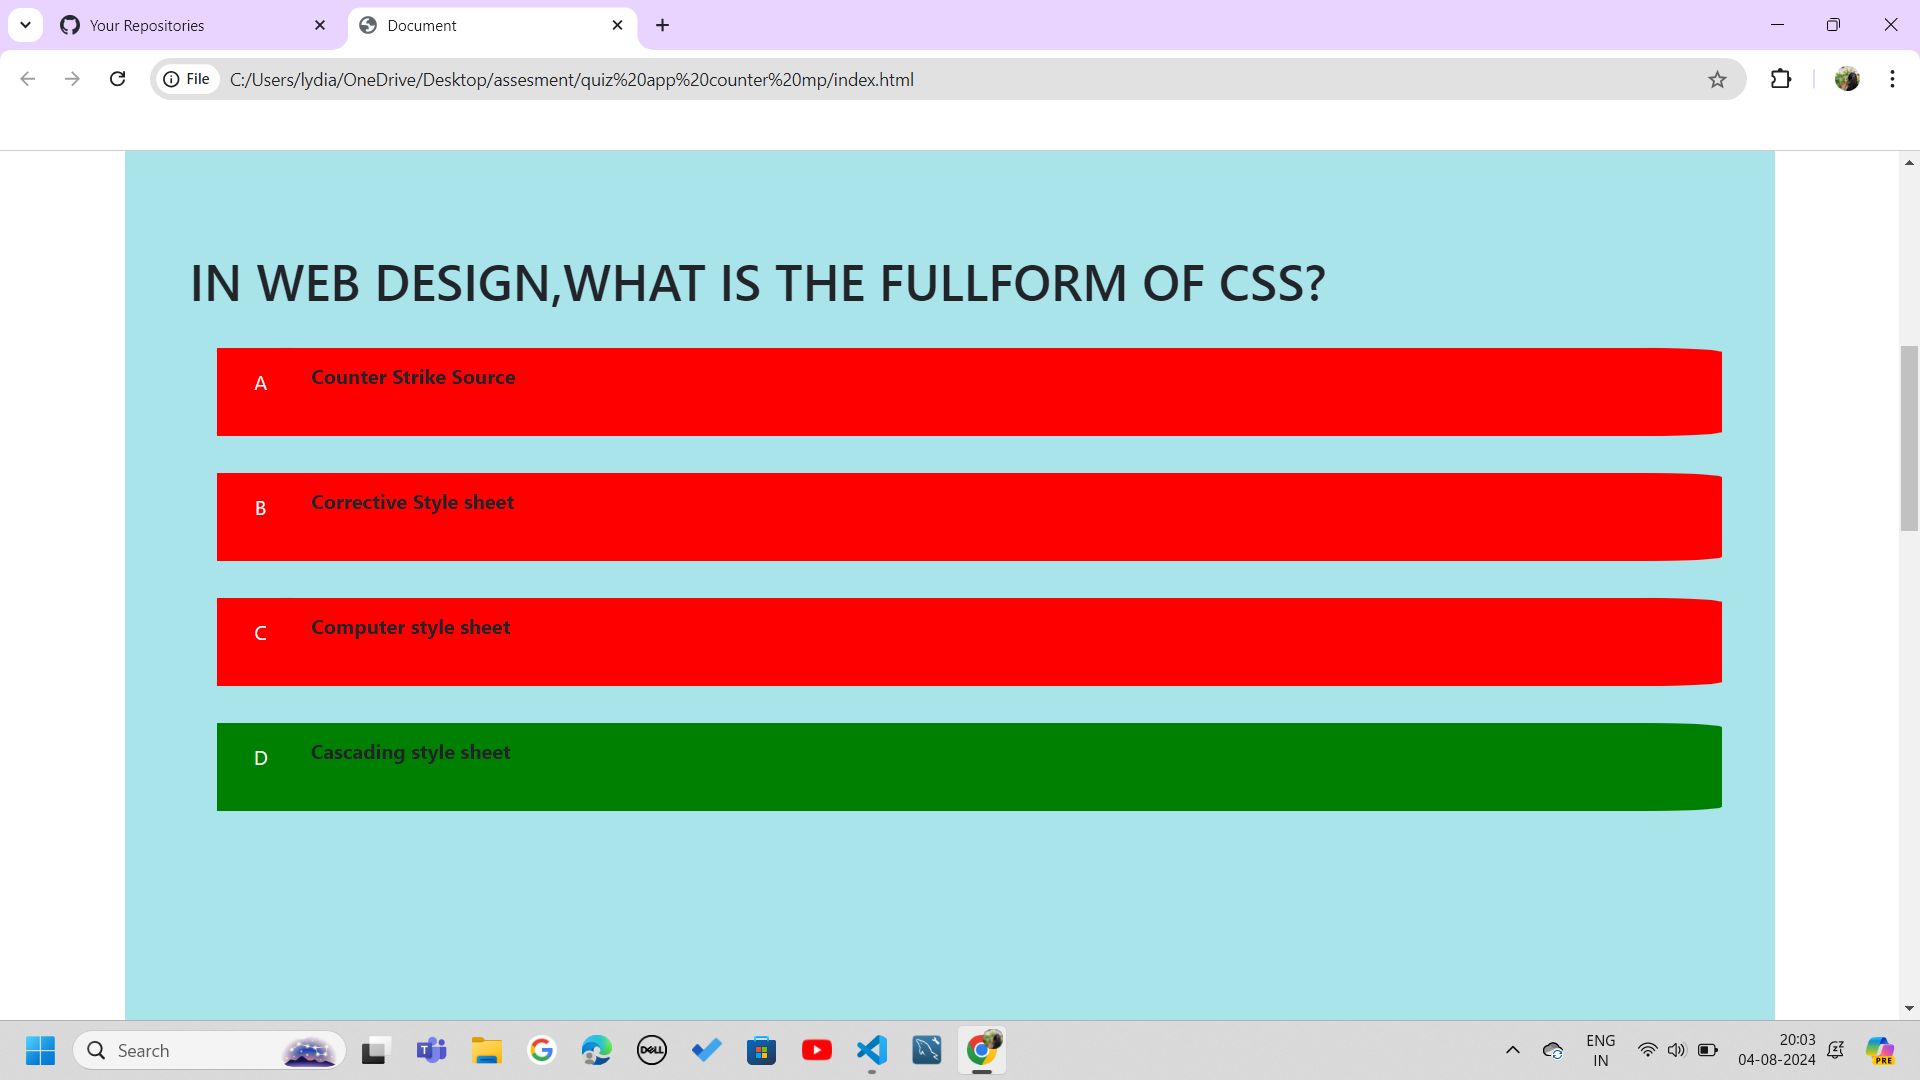 Your Repositories
Document
File
C:/Users/lydia/OneDrive/Desktop/assesment/quiz%20app%20counter%20mp/index.html
IN WEB DESIGN,WHAT IS THE FULLFORM OF CSS?
A Counter Strike Source
B Corrective Style sheet
C Computer style sheet
D Cascading style sheet
Search
DELL
ENG
IN
20:03
04-08-2024
PRE